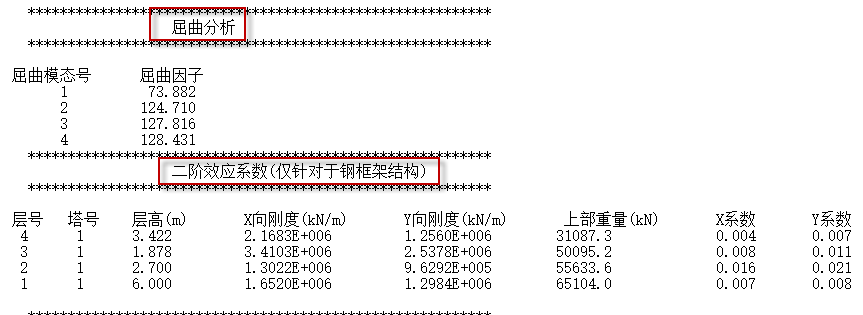 **********************************************************
屈曲分析
**********************************************************
屈曲模态号 屈曲因子
1 73.882
2 124.710
3 127.816
4 128.431
**********************************************************
二阶效应系数(仅针对于钢框架结构)
**********************************************************
层号 塔号 层高(m) X向刚度(kN/m) Y向刚度(kN/m) 上部重量(kN) X系数 Y系数
4 1 3.422 2.1683E+006 1.2560E+006 31087.3 0.004 0.007
3 1 1.878 3.4103E+006 2.5378E+006 50095.2 0.008 0.011
2 1 2.700 1.3022E+006 9.6292E+005 55633.6 0.016 0.021
1 1 6.000 1.6520E+006 1.2984E+006 65104.0 0.007 0.008
**********************************************************